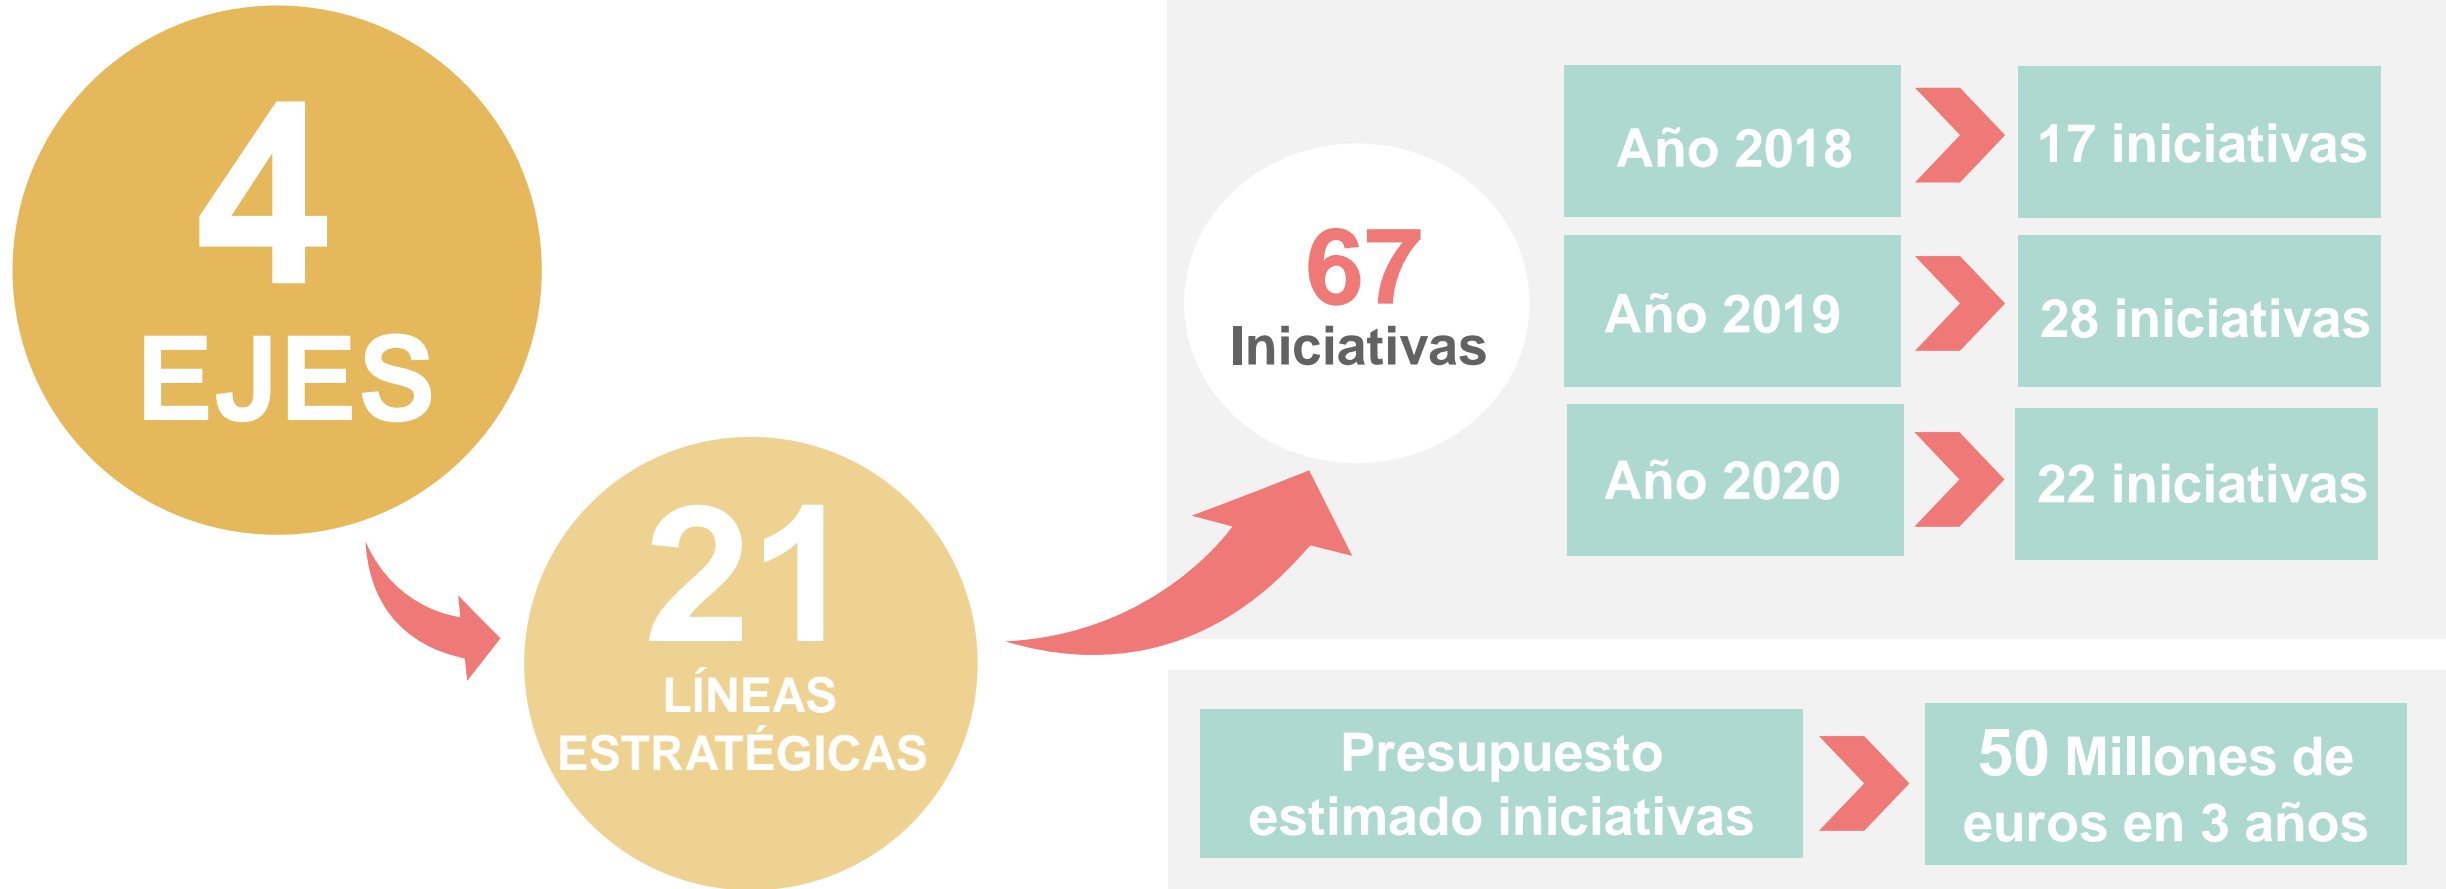 4
EJES
21
LÍNEAS
ESTRATÉGICAS
67
Iniciativas
Año 2018
17 iniciativas
Año 2019
28 iniciativas
Año 2020
22 iniciativas
Presupuesto
estimado iniciativas
50 Millones de
euros en 3 años